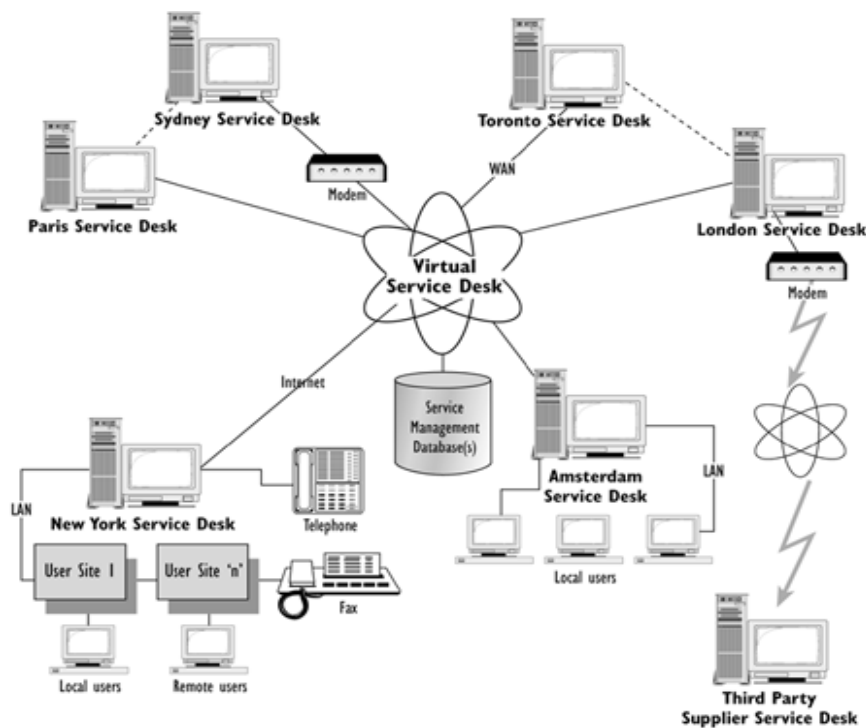 Sydney Service Desk
Toronto Service Desk
WAN
Modem
Paris Service Desk
London Service Desk
Virtual
Service Desk
Modem
Internet
Service
Management
Database(s)
LAN
Amsterdam
Service Desk
LAN
New York Service Desk
Telephone
User Site 1
User Site 'n'
Local users
Fax
Local users
Remote users
Third Party
Supplier Service Desk